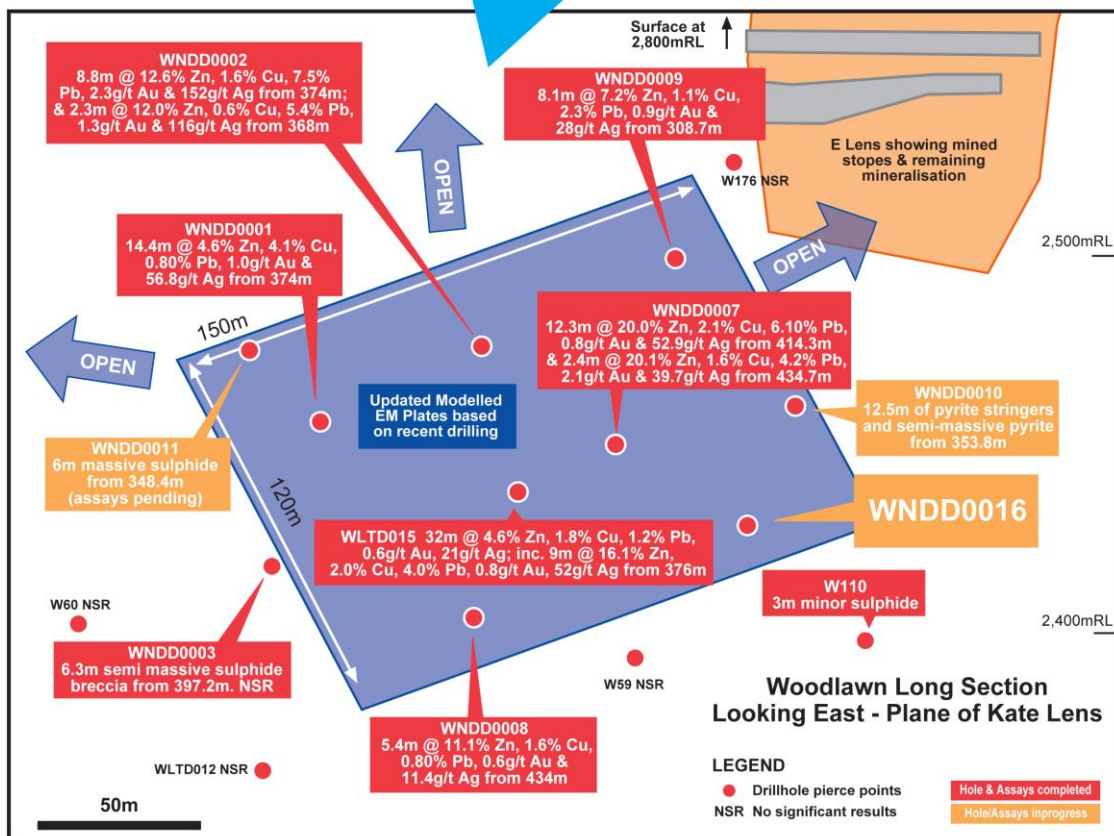 Surface at
2,800mRL
WNDD0002
8.8m @ 12.6% Zn, 1.6% Cu, 7.5%
Pb, 2.3g/t Au & 152g/t Ag from 374m;
& 2.3m @ 12.0% Zn, 0.6% Cu, 5.4% Pb,
1.3g/t Au & 116g/t Ag from 368m
WNDD0009
8.1m @ 7.2% Zn, 1.1% Cu,
2.3% Pb, 0.9g/t Au &
28g/t Ag from 308.7m
E Lens showing mined
stopes & remaining
mineralisation
W176 NSR
OPEN
WNDD0001
14.4m @ 4.6% Zn, 4.1% Cu,
0.80% Pb, 1.0g/t Au &
56.8g/t Ag from 374m
2,500mRL
OPEN
WNDD0007
12.3m @ 20.0% Zn, 2.1% Cu, 6.10% Pb,
0.8g/t Au & 52.9g/t Ag from 414.3m
& 2.4m @ 20.1% Zn, 1.6% Cu, 4.2% Pb,
2.1g/t Au & 39.7g/t Ag from 434.7m
150m
OPEN
Updated Modelled
EM Plates based
on recent drilling
WNDD0010
12.5m of pyrite stringers
and semi-massive pyrite
from 353.8m
WNDD0011
6m massive sulphide
from 348.4m
(assays pending)
120m
WNDD0016
WLTD015 32m @ 4.6% Zn, 1.8% Cu, 1.2% Pb,
0.6g/t Au, 21g/t Ag; inc. 9m @ 16.1% Zn,
2.0% Cu, 4.0% Pb, 0.8g/t Au, 52g/t Ag from 376m
W110
3m minor sulphide
W60 NSR
2,400mRL
WNDD0003
6.3m semi massive sulphide
breccia from 397.2m. NSR
W59 NSR
Woodlawn Long Section
Looking East - Plane of Kate Lens
WNDD0008
5.4m @ 11.1% Zn, 1.6% Cu,
0.80% Pb, 0.6g/t Au &
11.4g/t Ag from 434m
WLTD012 NSR
LEGEND
Drillhole pierce points
Hole & Assays completed
NSR No significant results
Hole/Assays inprogress
50m